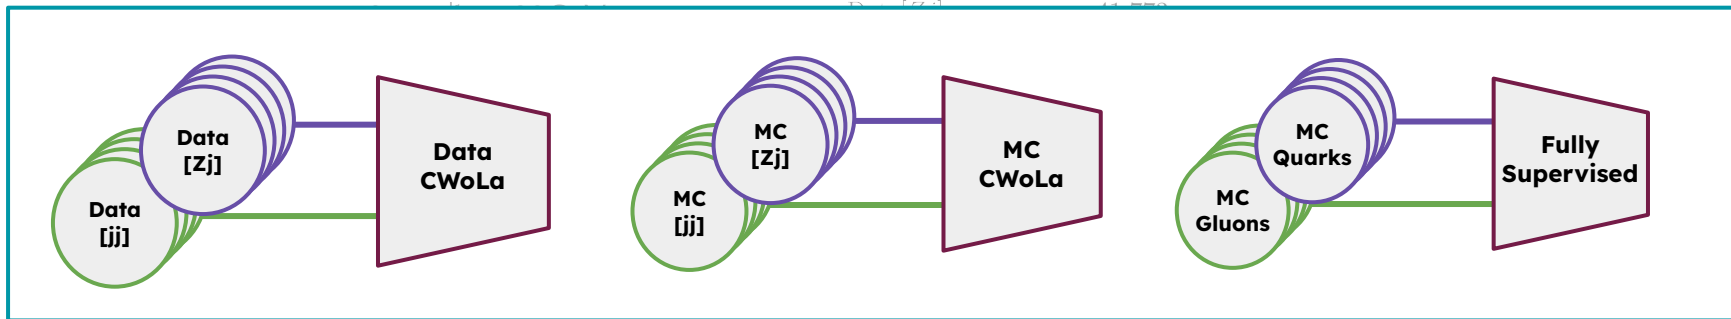 Data
[Zj]
Data
[jj]
Data
CWoLa
MC
[Zj]
MC
[jj]
MC
CWoLa
MC
Quarks
MC
Gluons
Fully
Supervised